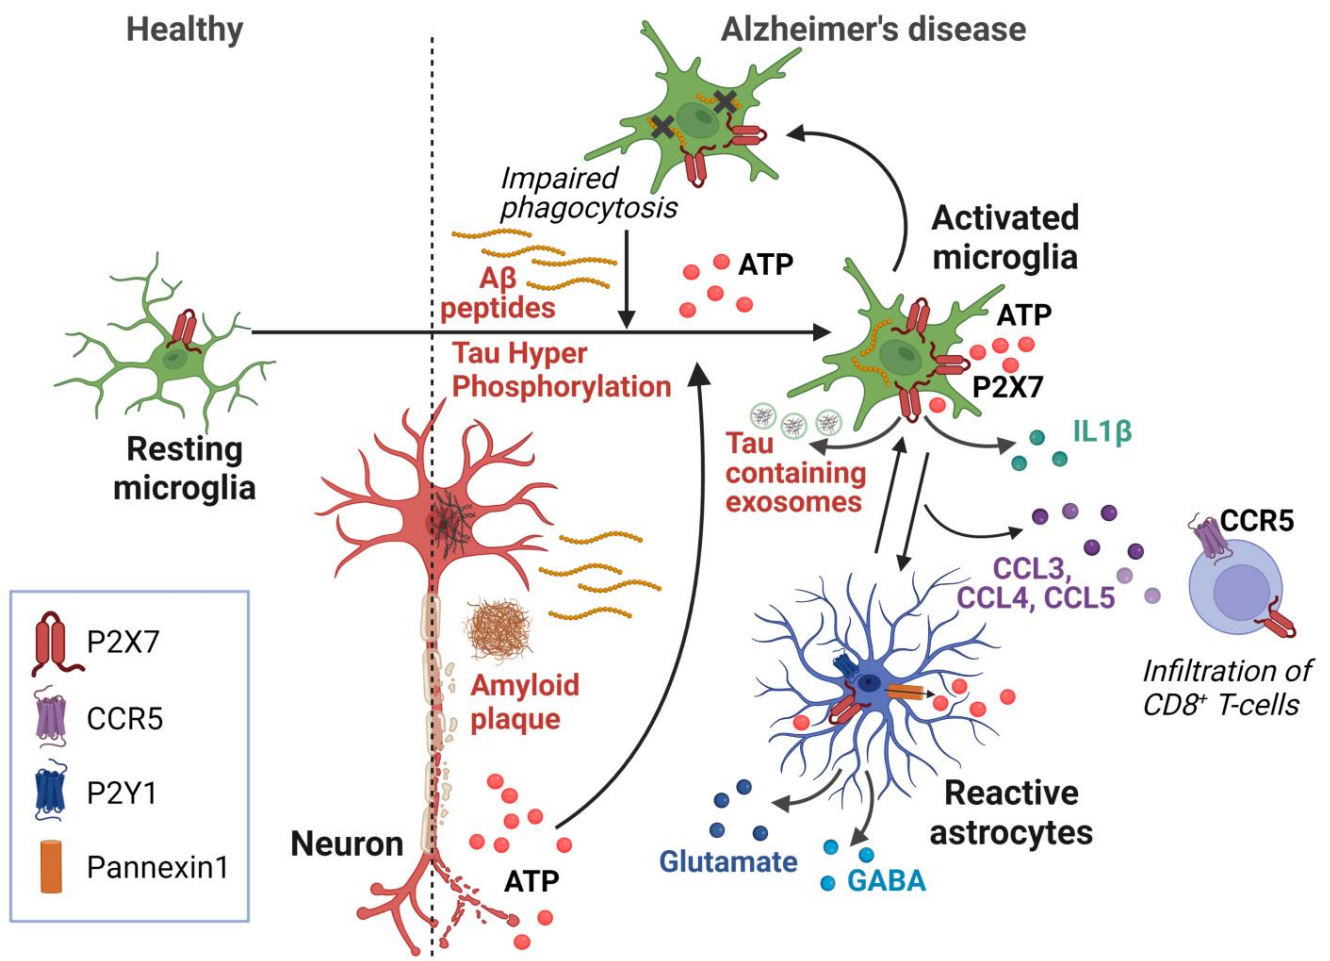 Healthy
Alzheimer's disease
Impaired
phagocytosis
Activated
microglia
Aβ
peptides
ATP
ATP
P2X7
Tau Hyper
Phosphorylation
Resting
microglia
Tau
containing
exosomes
IL1β
CCL3,
CCL4, CCL5
CCR5
Infiltration of
CD8⁺ T-cells
Amyloid
plaque
Neuron
ATP
Reactive
astrocytes
Glutamate
GABA
P2X7
CCR5
P2Y1
Pannexin1